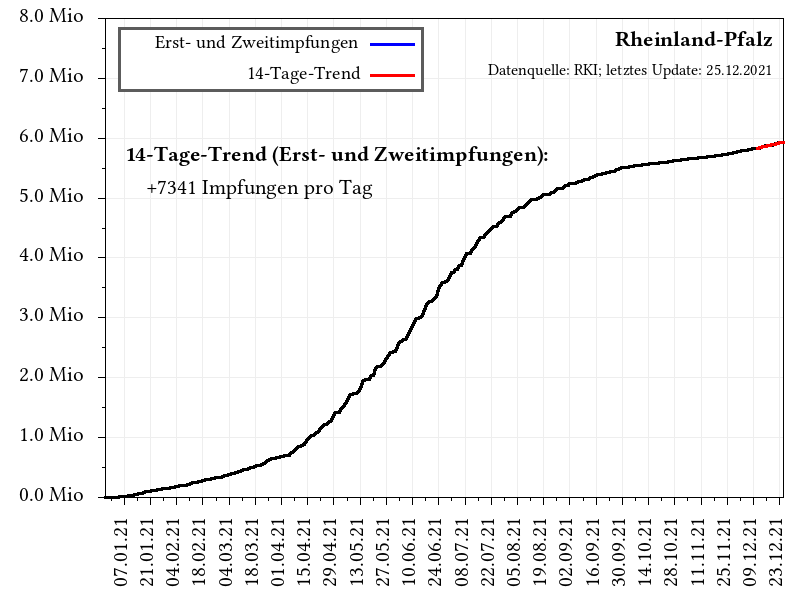 8.0 Mio
7.0 Mio
6.0 Mio
5.0 Mio
4.0 Mio
3.0 Mio
2.0 Mio
1.0 Mio
0.0 Mio
Erst- und Zweitimpfungen
14-Tage-Trend
Rheinland-Pfalz
Datenquelle: RKI; letztes Update: 25.12.2021
14-Tage-Trend (Erst- und Zweitimpfungen):
+7341 Impfungen pro Tag
07.01.21
21.01.21
04.02.21
18.02.21
04.03.21
18.03.21
01.04.21
15.04.21
29.04.21
13.05.21
27.05.21
10.06.21
24.06.21
08.07.21
22.07.21
05.08.21
19.08.21
02.09.21
16.09.21
30.09.21
14.10.21
28.10.21
11.11.21
25.11.21
09.12.21
23.12.21